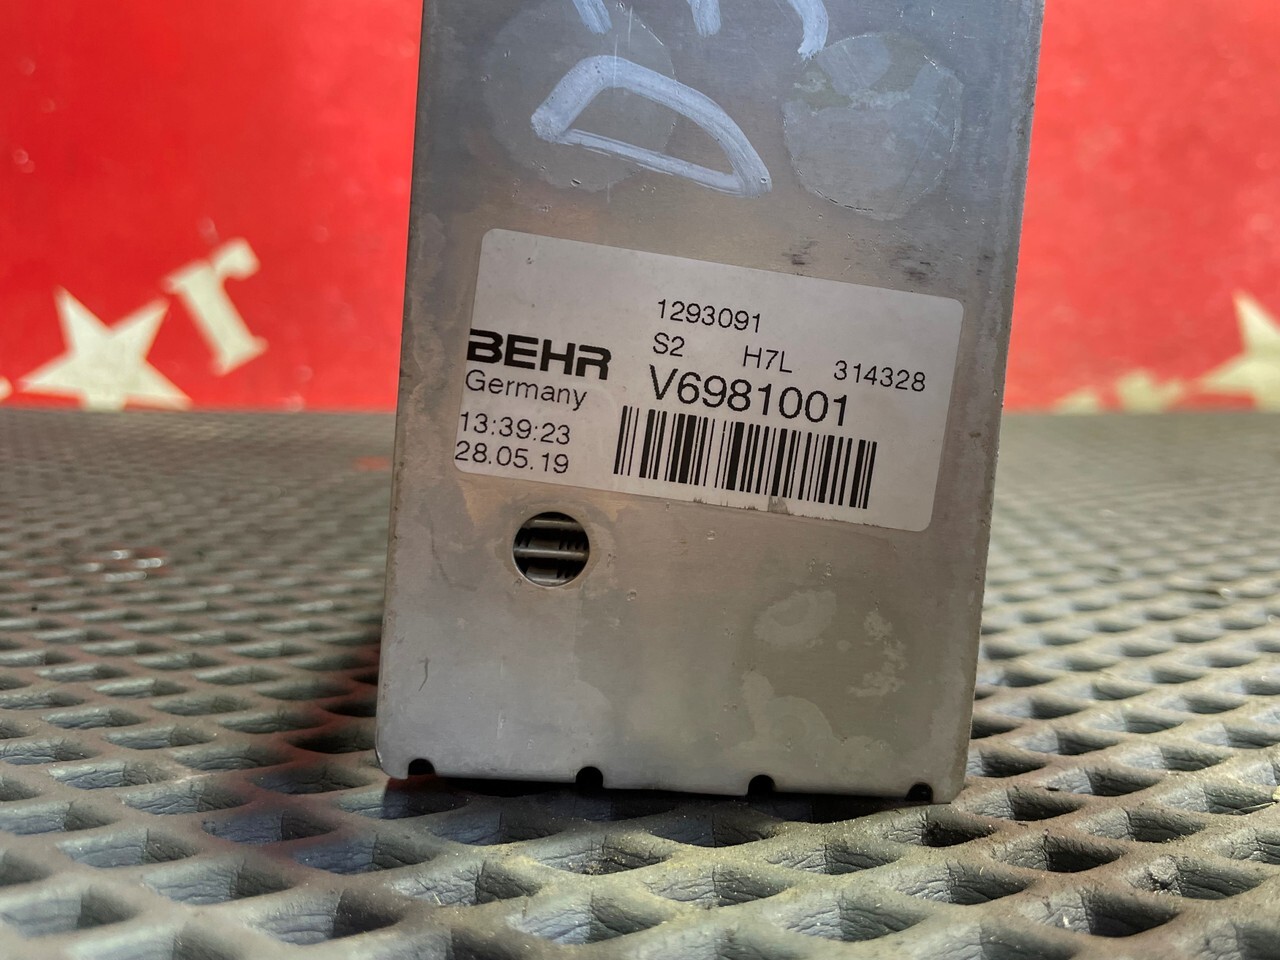 1293091
S2 H7L 314328
BEHR
V6981001
Germany
13:39:23
28.05.19
r